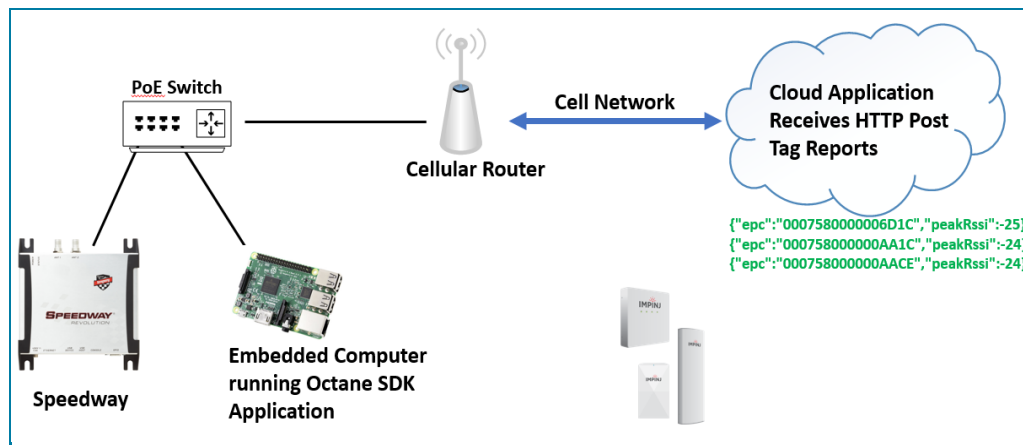 PoE Switch
Cell Network
Cloud Application
Receives HTTP Post
Tag Reports
Cellular Router
{"epc":"0007580000006D1C","peakRssi":-25}
{"epc":"000758000000AA1C","peakRssi":-24}
{"epc":"000758000000AACE","peakRssi":-24}
SPEEDWAY
REVOLUTION
IMPINJ
IMPINJ
IMPINJ
Embedded Computer
running Octane SDK
Application
Speedway